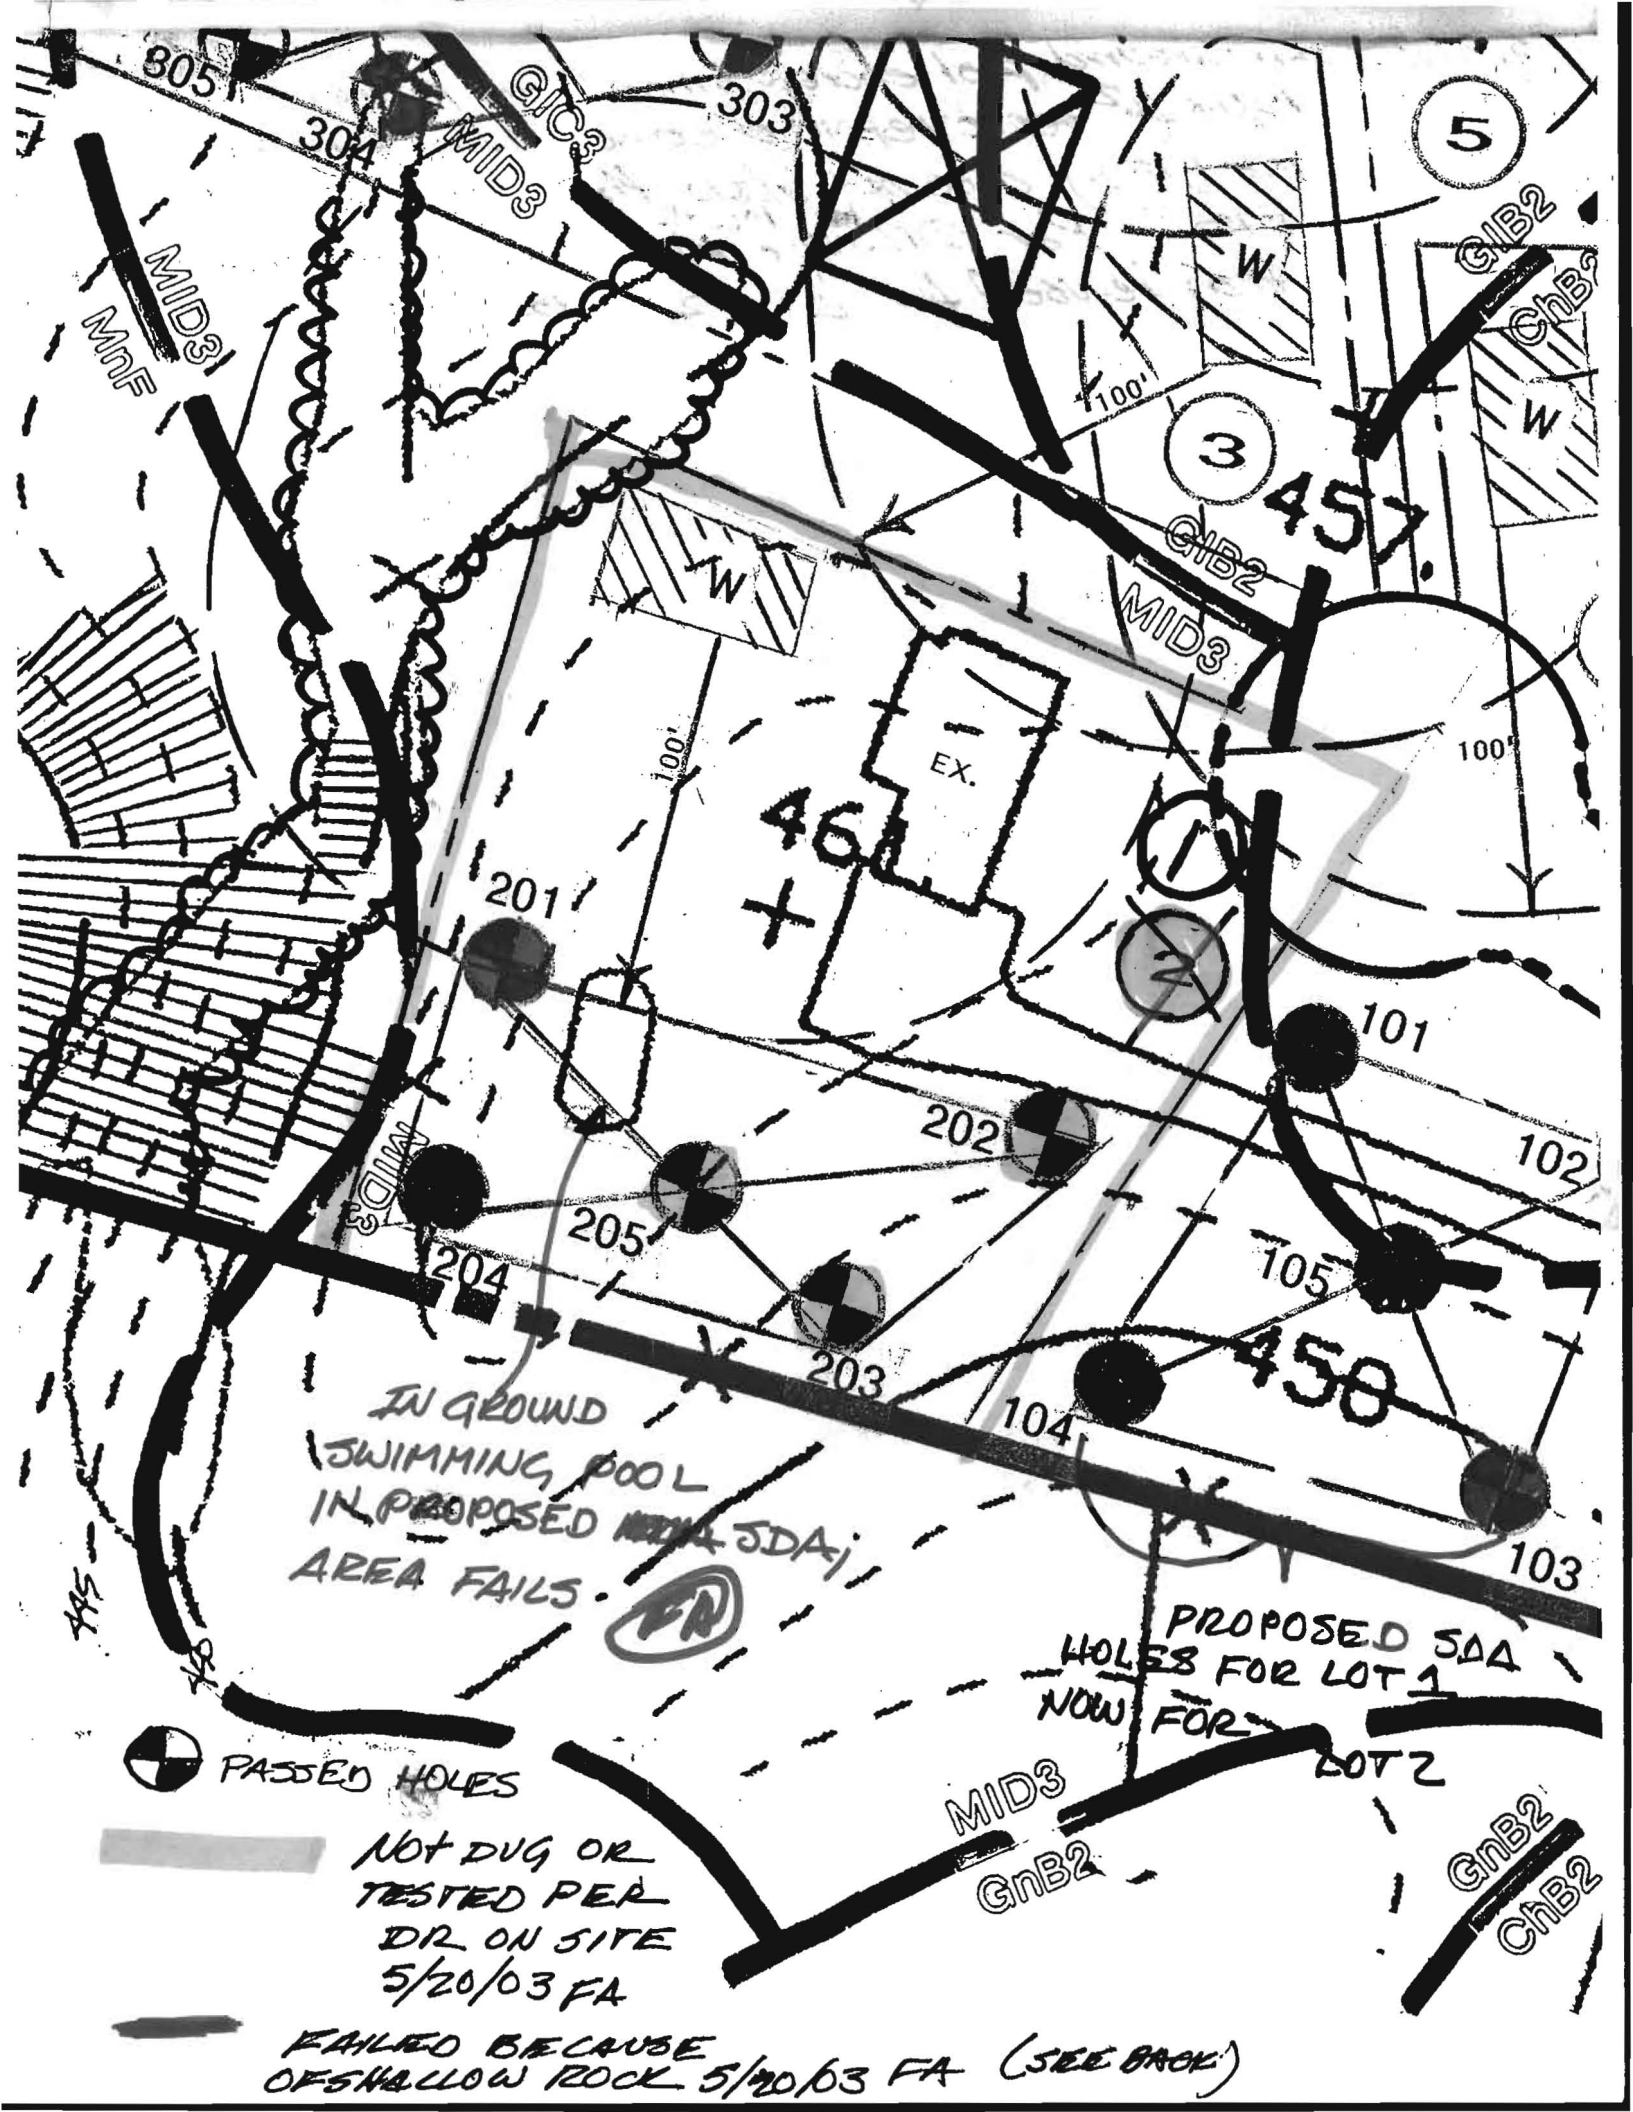 305
304
303
GIC3
MID3
5
GIB2
ChB2
W
MID3
MnF
100'
3
457
W
GIB2
MID3
W
100'
EX.
461
100'
1
2
201
101
202
102
MID3
205
204
105
203
450
104
103
IN GROUND
SWIMMING POOL
IN PROPOSED SDA;
AREA FAILS.
FA
445
PROPOSED SDA
HOLES FOR LOT 1
NOW FOR
LOT 2
PASSED HOLES
MID3
GnB2
GnB2
ChB2
NOT DUG OR
TESTED PER
DR ON SITE
5/20/03 FA
FAILED BECAUSE
OF SHALLOW ROCK 5/20/03 FA (SEE BACK)